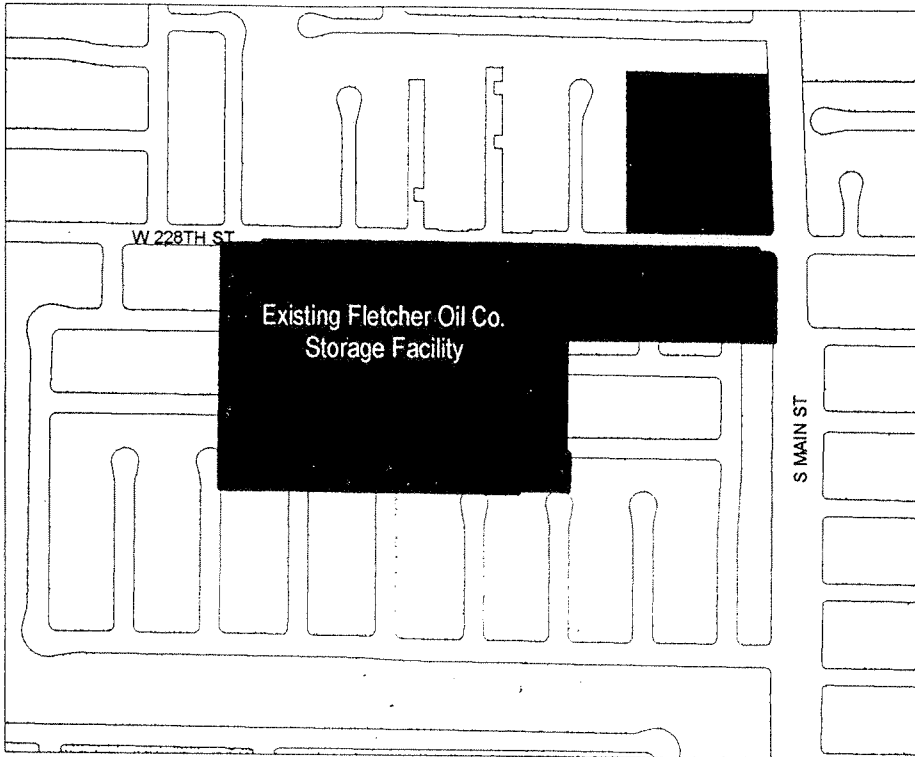 W 228TH ST
Existing Fletcher Oil Co.
Storage Facility
S MAIN ST